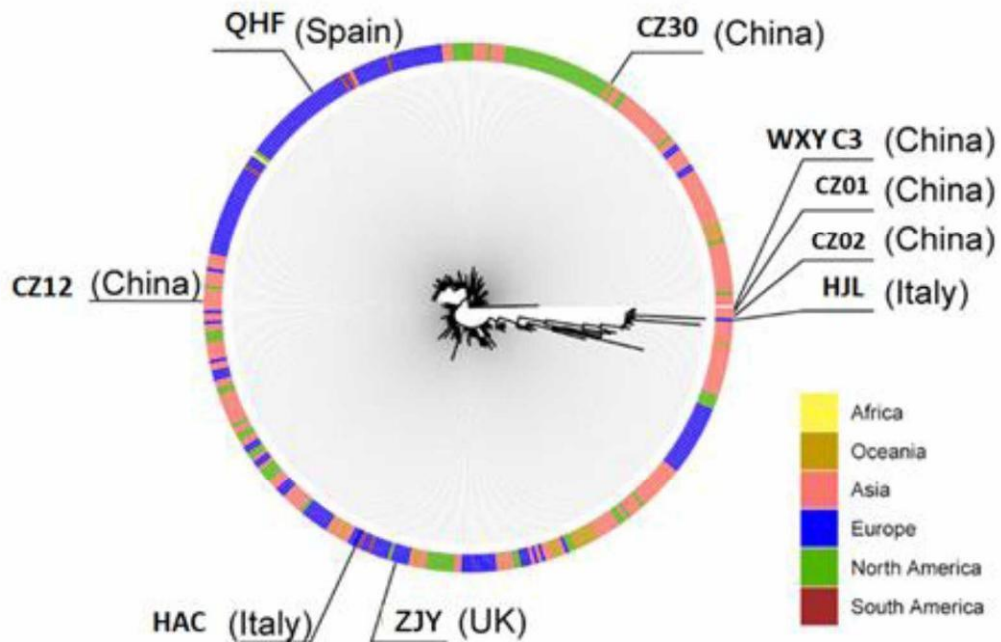 QHF (Spain)
CZ30 (China)
WXY C3 (China)
CZ01 (China)
CZ02 (China)
HJL (Italy)
CZ12 (China)
HAC (Italy)
ZJY (UK)
Africa
Oceania
Asia
Europe
North America
South America